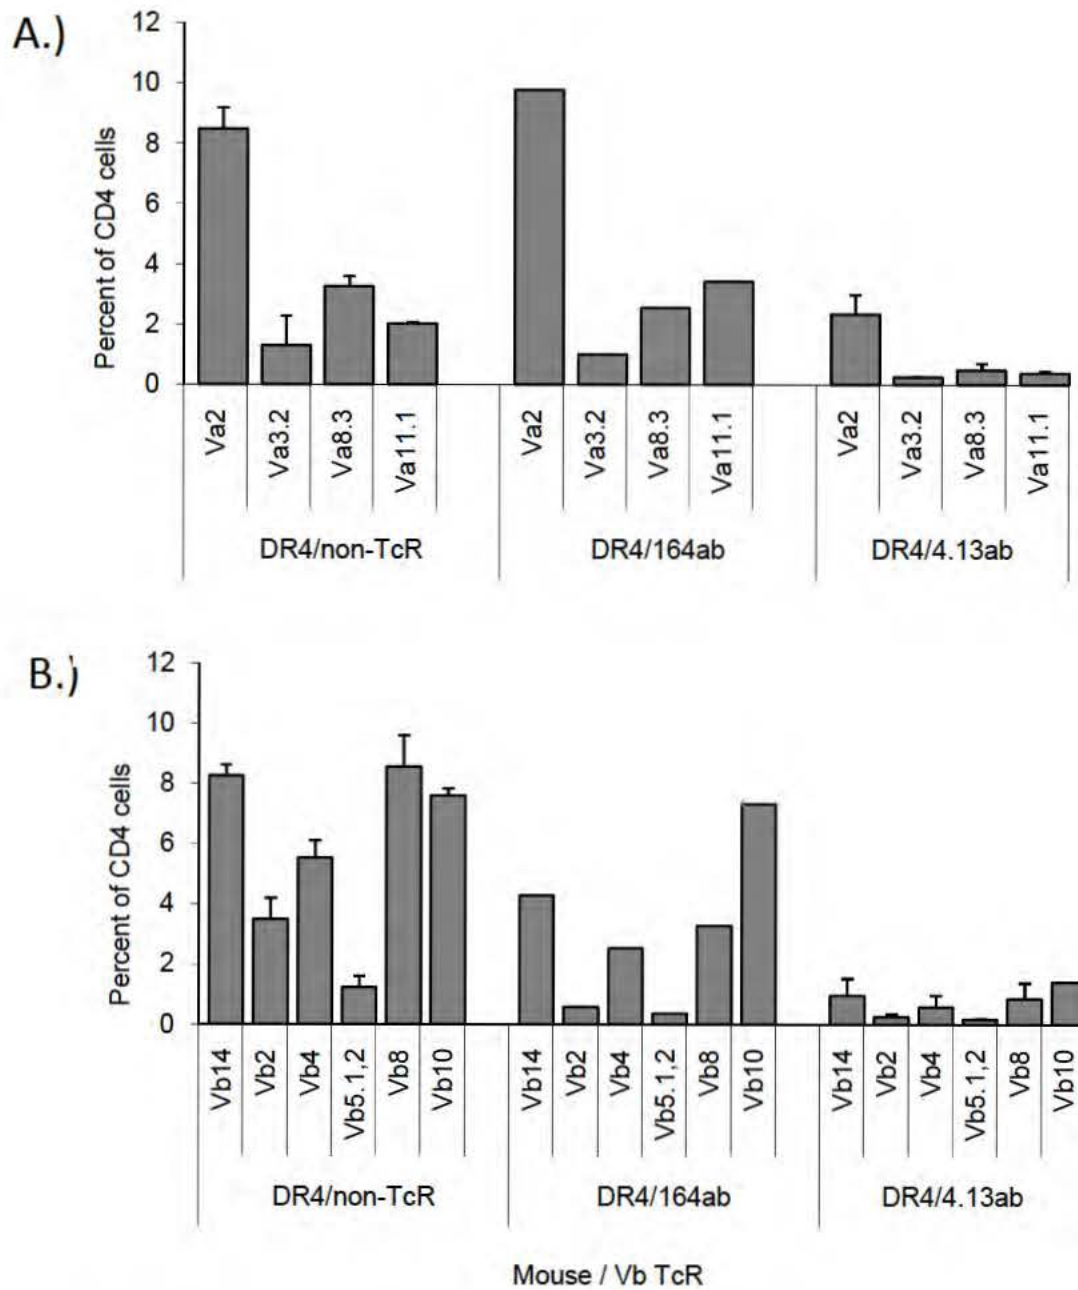 A.)
Percent of CD4 cells
12
10
8
6
4
2
0
Va2 Va3.2 Va8.3 Va11.1 Va2 Va3.2 Va8.3 Va11.1 Va2 Va3.2 Va8.3 Va11.1
DR4/non-TcR DR4/164ab DR4/4.13ab
B.)
Percent of CD4 cells
12
10
8
6
4
2
0
Vb14 Vb2 Vb4 Vb5.1,2 Vb8 Vb10 Vb14 Vb2 Vb4 Vb5.1,2 Vb8 Vb10 Vb14 Vb2 Vb4 Vb5.1,2 Vb8 Vb10
DR4/non-TcR DR4/164ab DR4/4.13ab
Mouse / Vb TcR